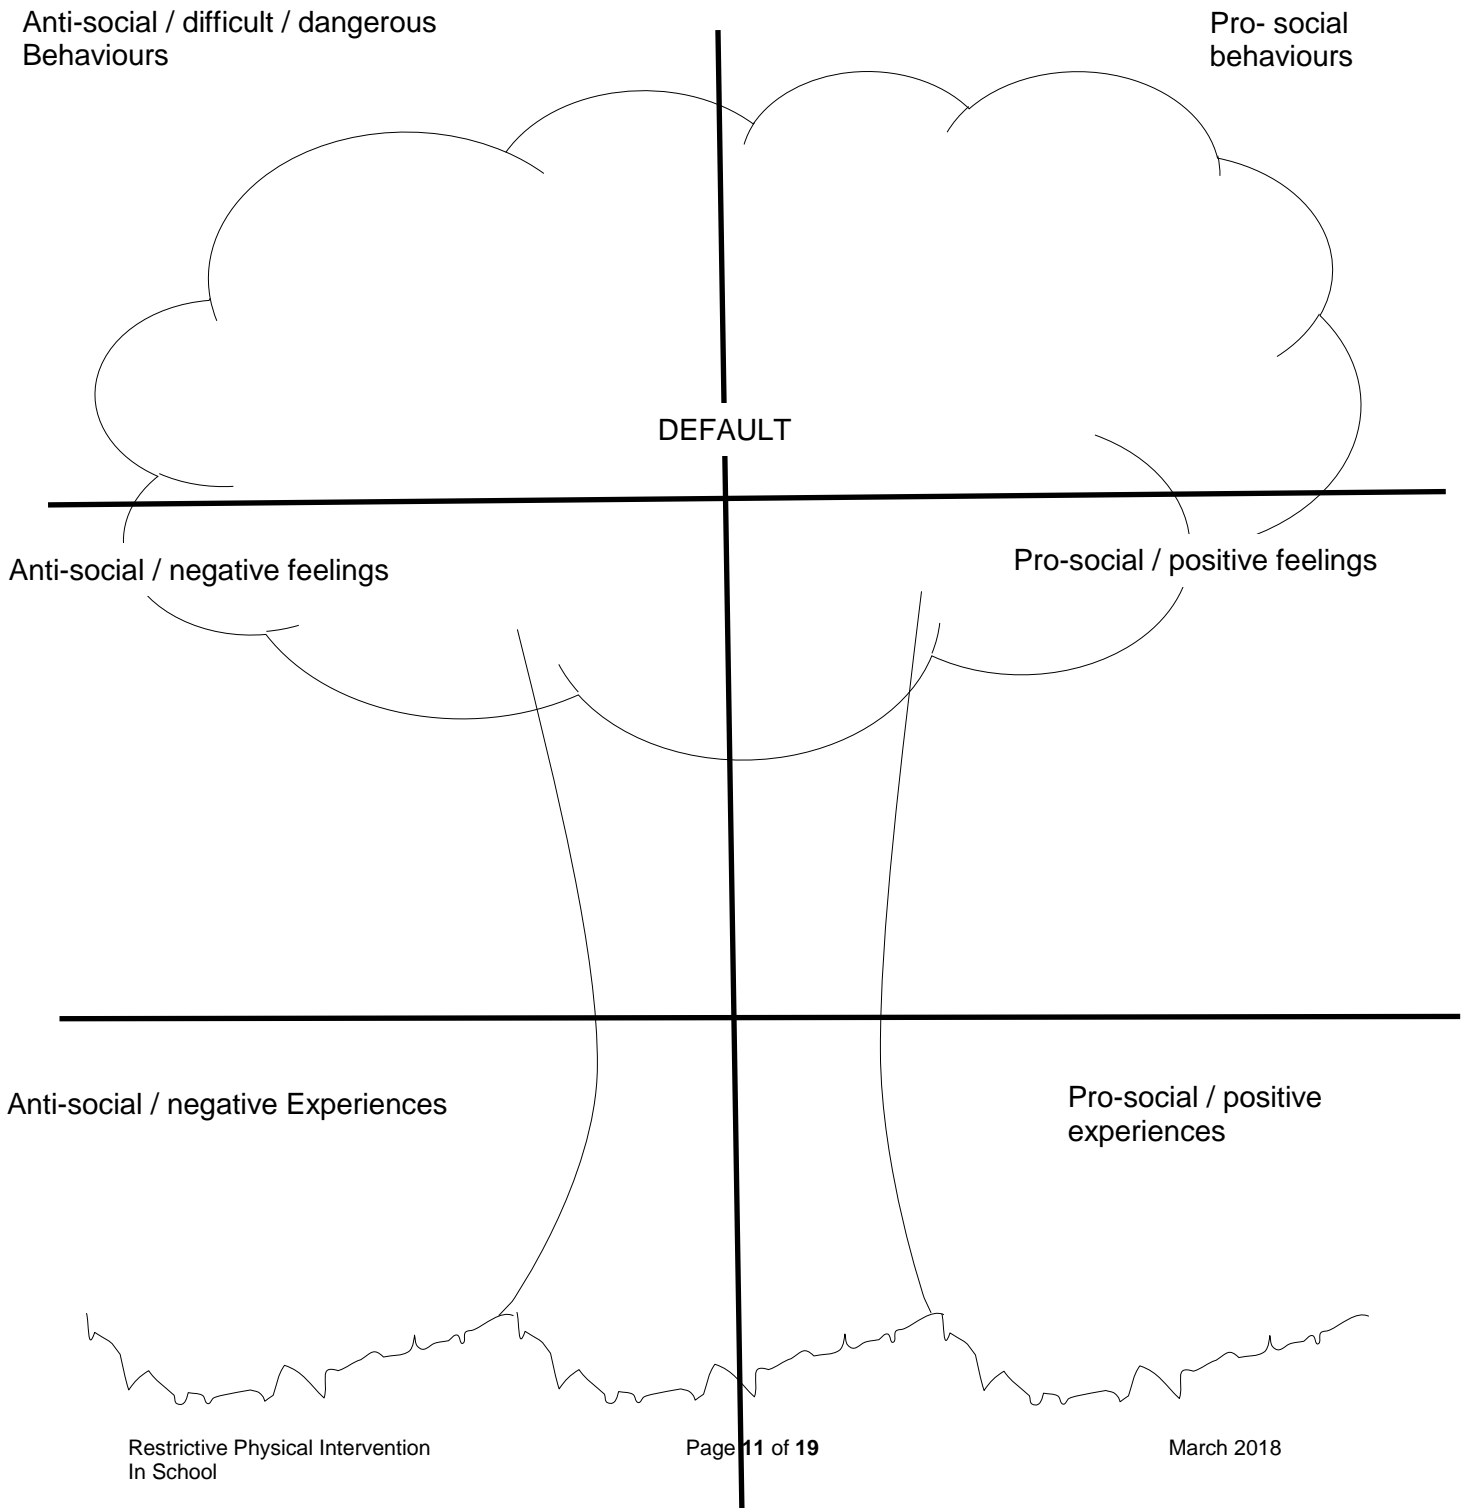 Anti-social / difficult / dangerous
Behaviours
Pro- social
behaviours
DEFAULT
Anti-social / negative feelings
Pro-social / positive feelings
Anti-social / negative Experiences
Pro-social / positive
experiences
Restrictive Physical Intervention
In School
Page 11 of 19
March 2018